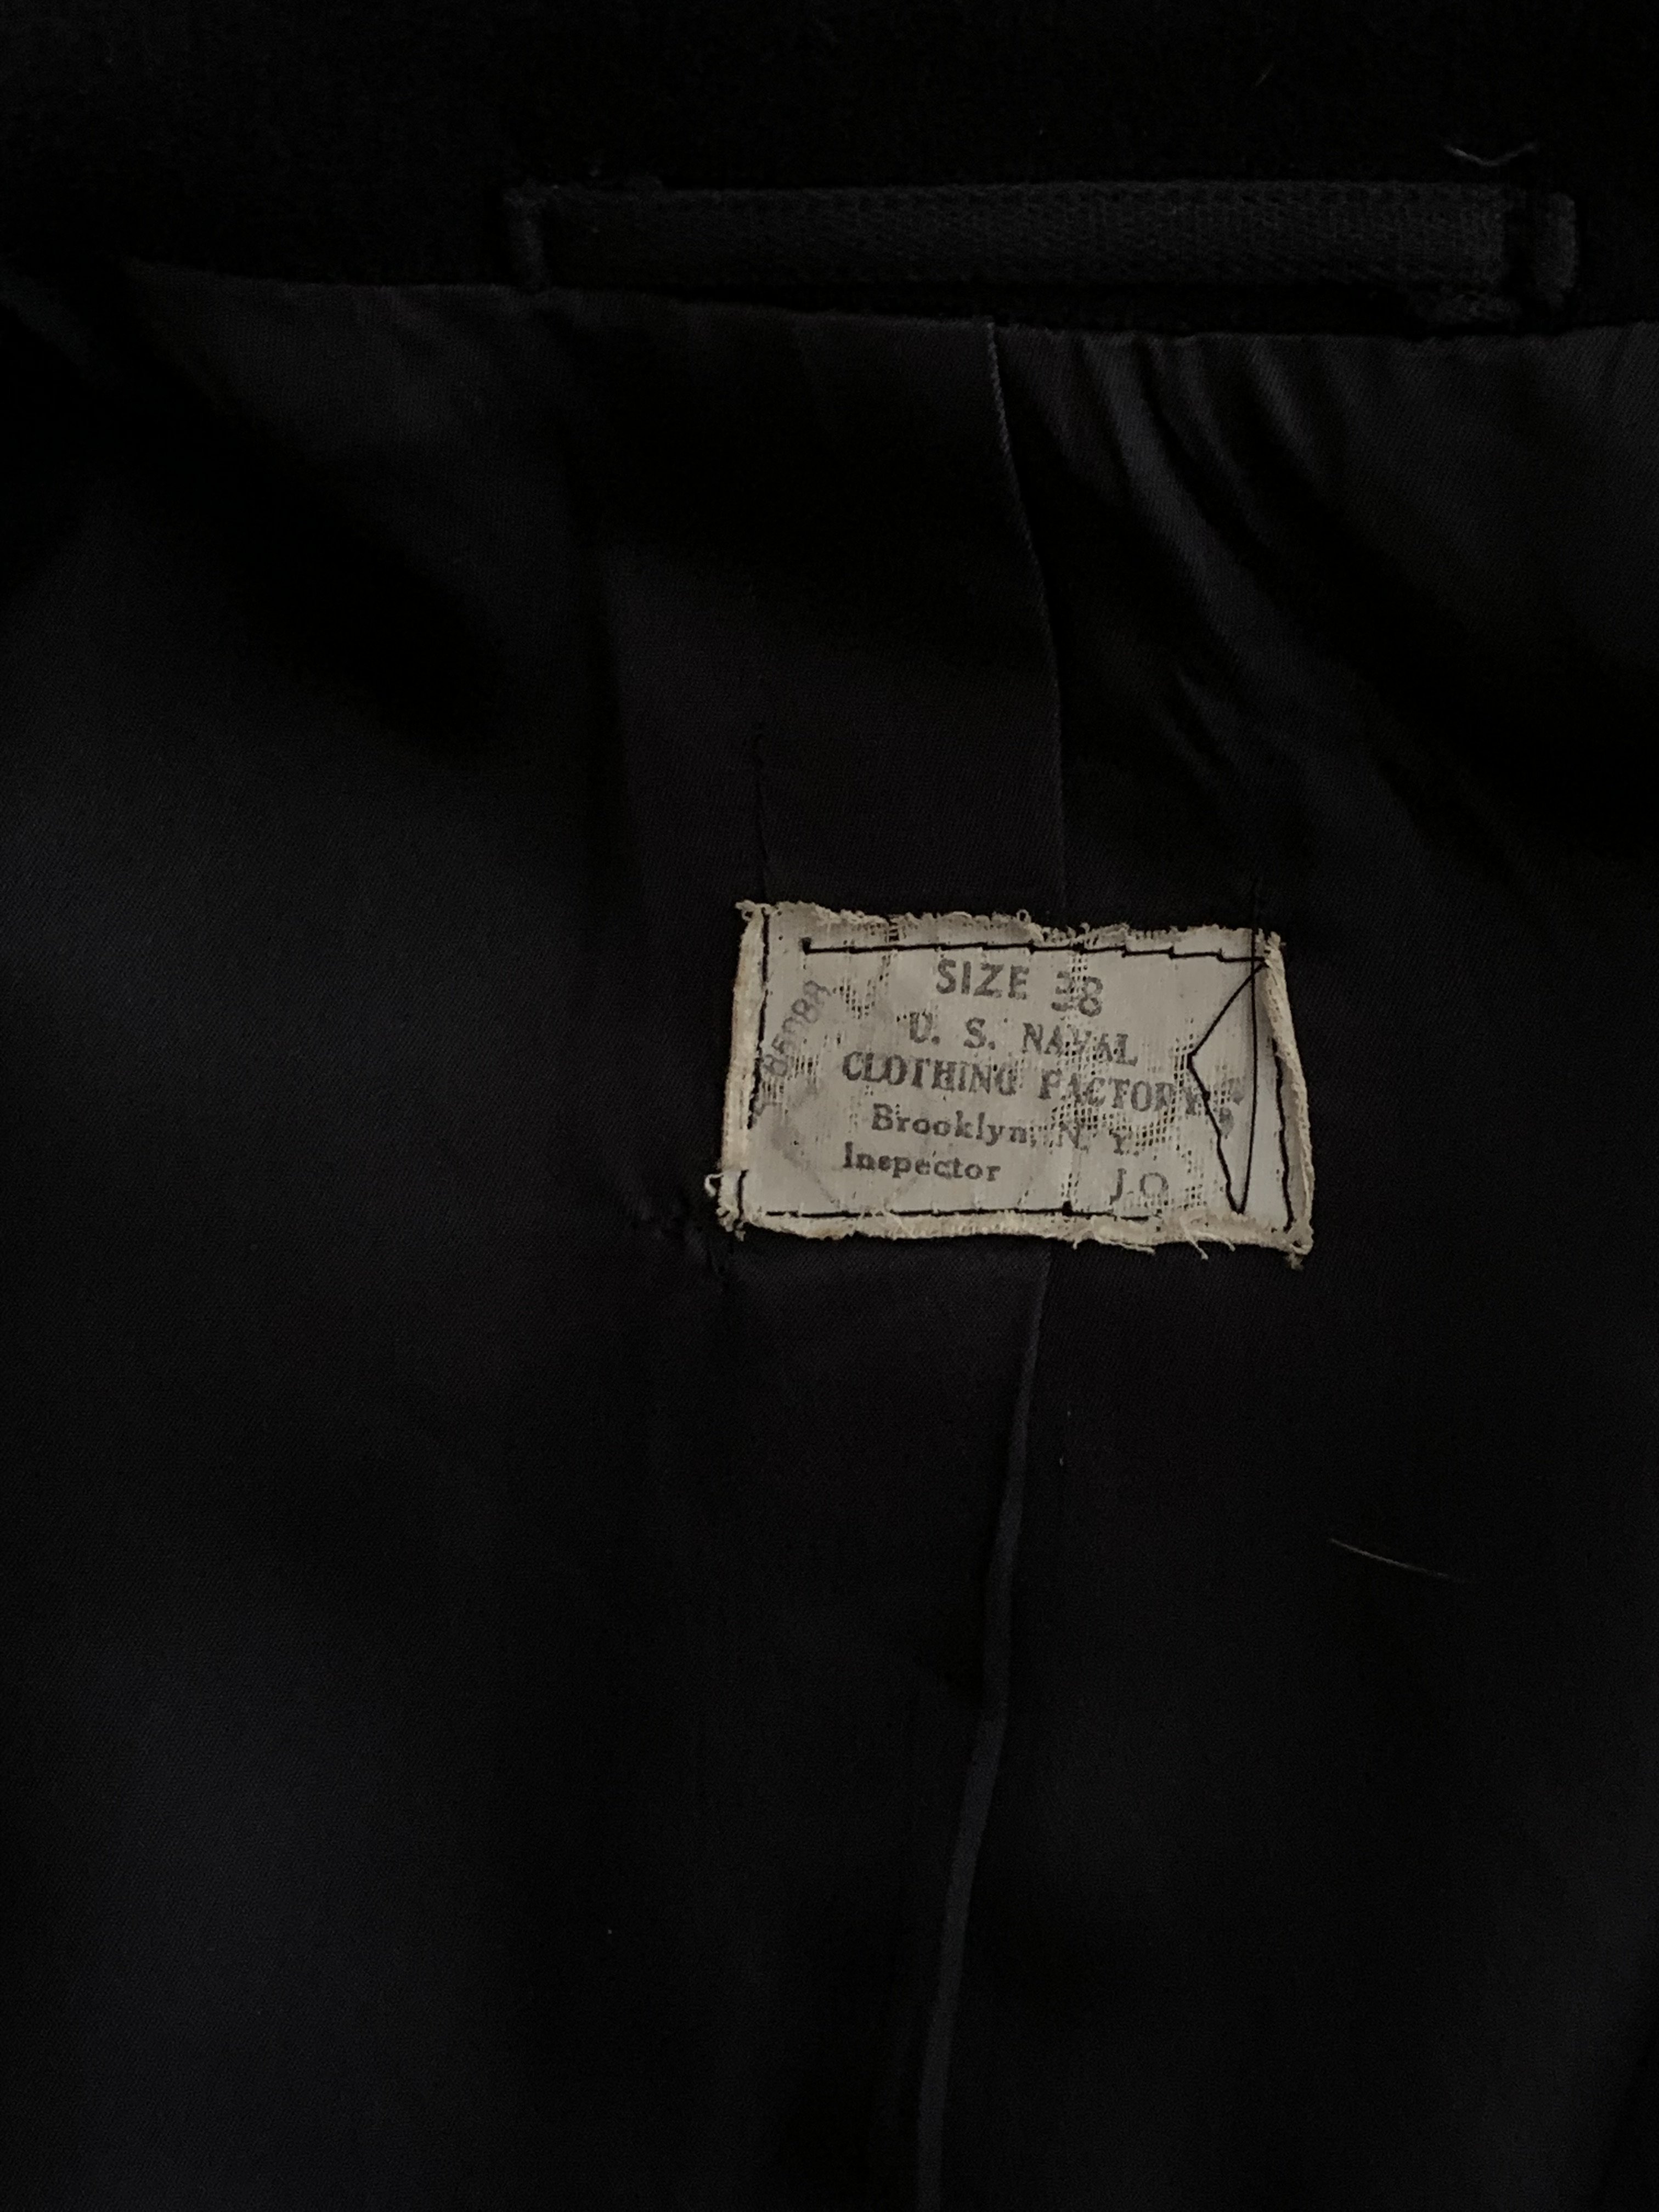 SIZE 38
U. S. NAVAL
CLOTHING FACTORY
Brooklyn, N. Y.
Inspector J.O